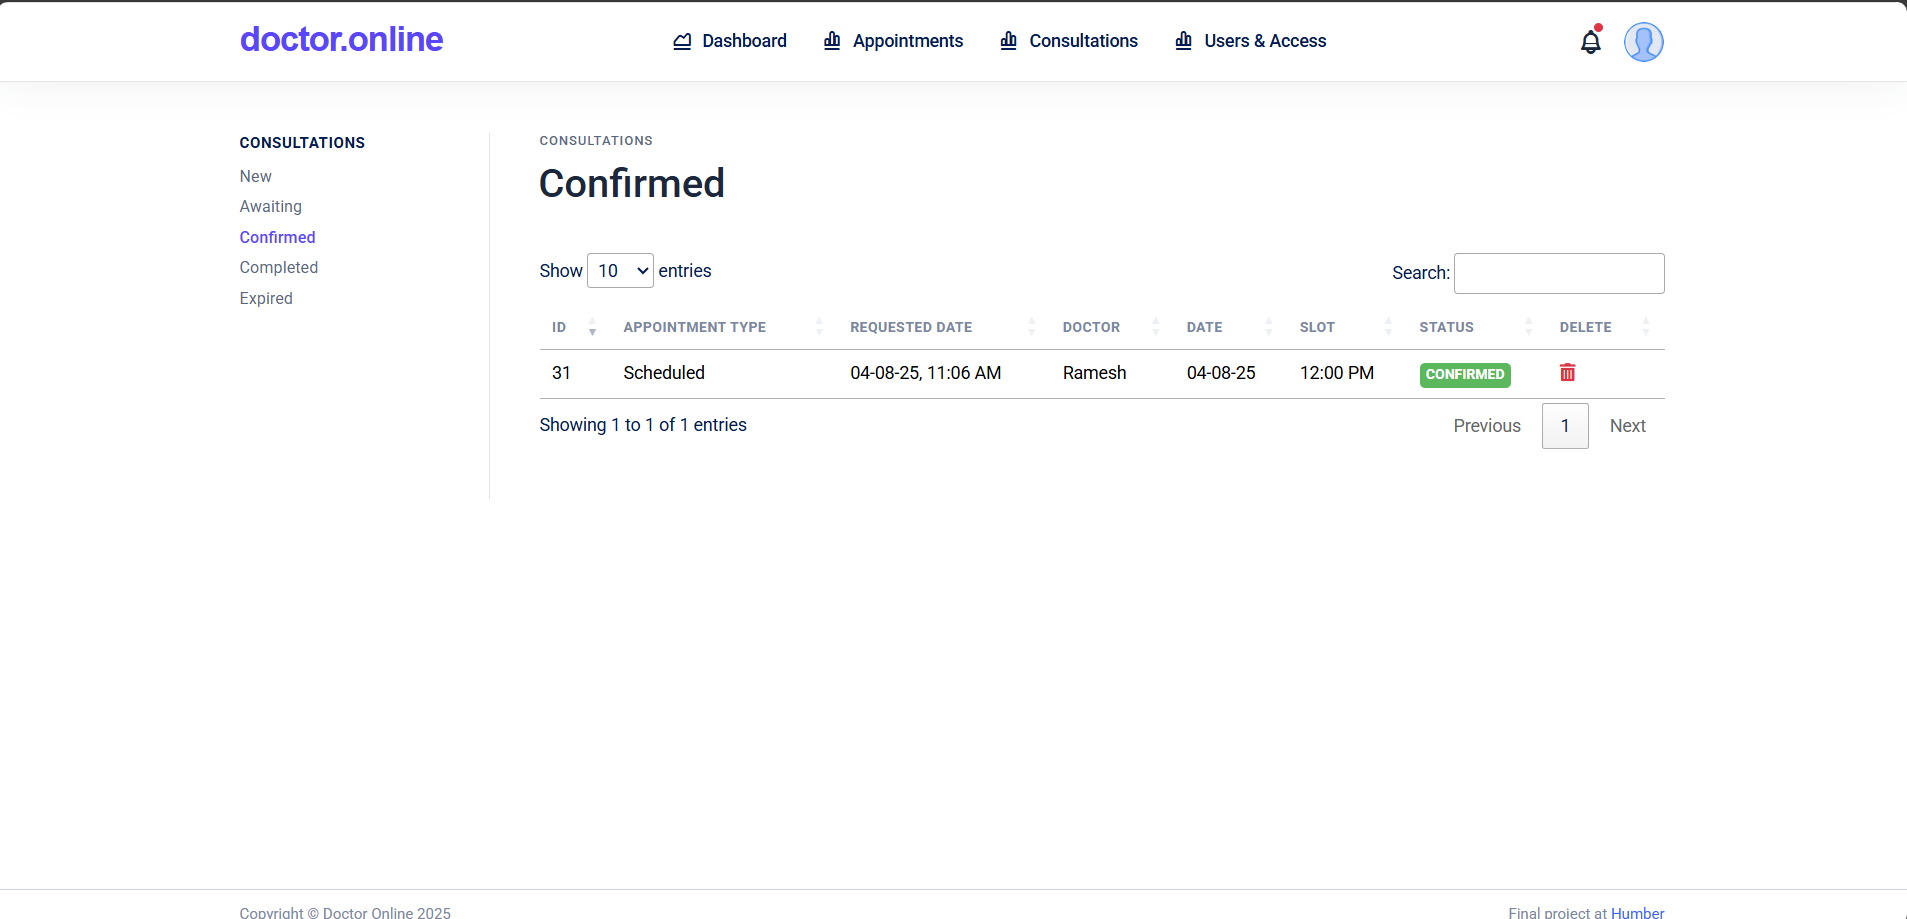 doctor.online
Dashboard Appointments Consultations Users & Access
CONSULTATIONS
New
Awaiting
Confirmed
Completed
Expired
CONSULTATIONS
Confirmed
Show 10 entries Search:
ID APPOINTMENT TYPE REQUESTED DATE DOCTOR DATE SLOT STATUS DELETE
31 Scheduled 04-08-25, 11:06 AM Ramesh 04-08-25 12:00 PM CONFIRMED
Showing 1 to 1 of 1 entries Previous 1 Next
Copyright © Doctor Online 2025 Final project at Humber